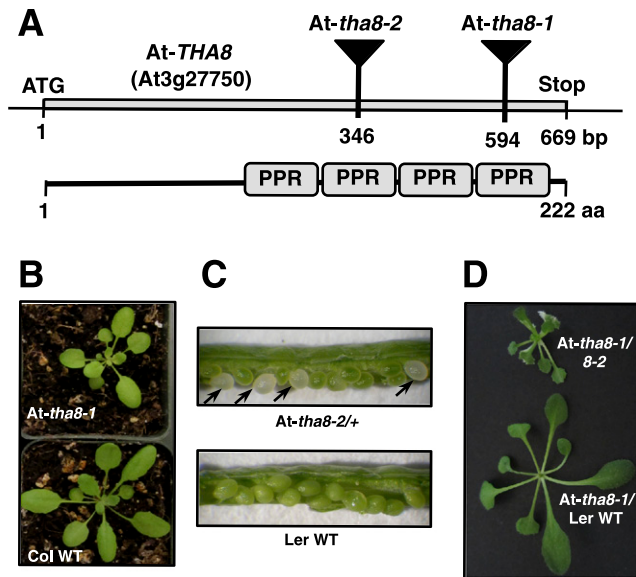 A
At-tha8-2
At-tha8-1
At-THA8
(At3g27750)
ATG
Stop
1
346
594
669 bp
PPR PPR PPR PPR
1
222 aa
B
C
D
At-tha8-1
Col WT
At-tha8-2/+
Ler WT
At-tha8-1/
8-2
At-tha8-1/
Ler WT